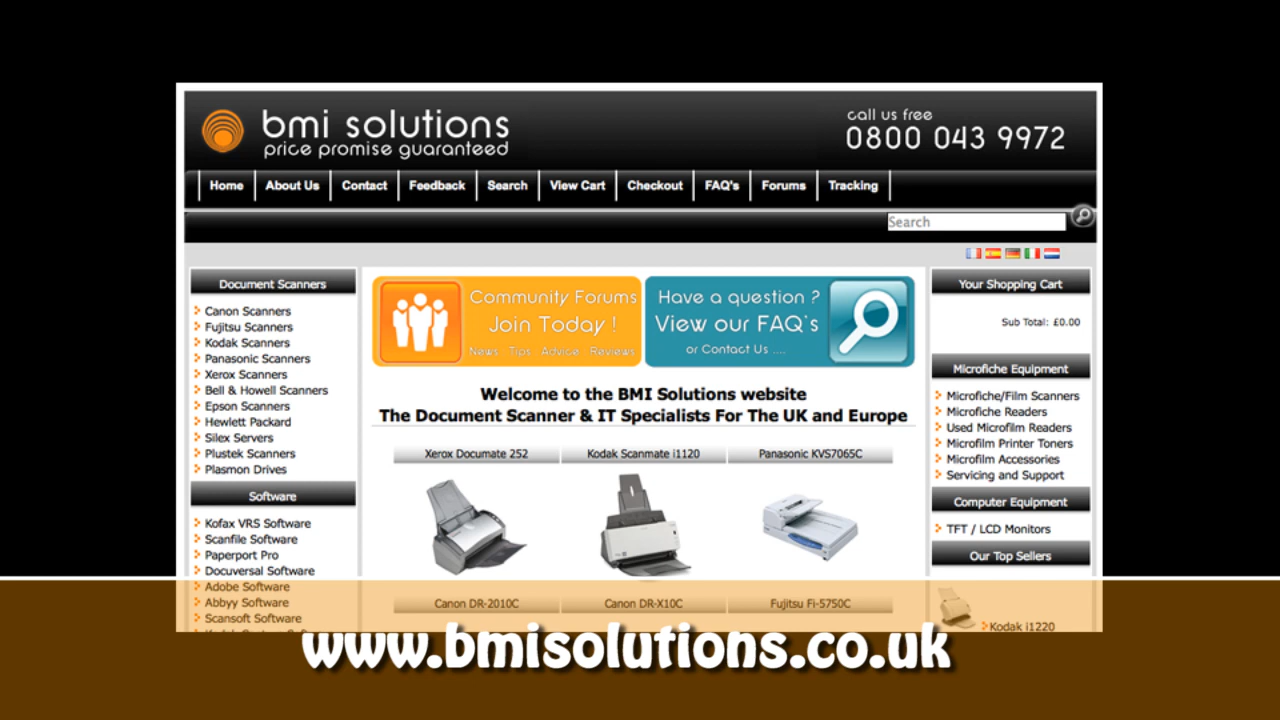 bmi solutions
price promise guaranteed
call us free
0800 043 9972
Home About Us Contact Feedback Search View Cart Checkout FAQ's Forums Tracking
Search
Document Scanners
Canon Scanners
Fujitsu Scanners
Kodak Scanners
Panasonic Scanners
Xerox Scanners
Bell & Howell Scanners
Epson Scanners
Hewlett Packard
Silex Servers
Plustek Scanners
Plasmon Drives
Software
Kofax VRS Software
Scanfile Software
Paperport Pro
Docuversal Software
Adobe Software
Abbyy Software
Scansoft Software
Community Forums
Join Today !
News Tips Advice Reviews
Have a question ?
View our FAQ's
or Contact Us ....
Welcome to the BMI Solutions website
The Document Scanner & IT Specialists For The UK and Europe
Xerox Documate 252 Kodak Scanmate i1120 Panasonic KVS7065C
Canon DR-2010C Canon DR-X10C Fujitsu Fi-5750C
Your Shopping Cart
Sub Total: £0.00
Microfiche Equipment
Microfiche/Film Scanners
Microfiche Readers
Used Microfilm Readers
Microfilm Printer Toners
Microfilm Accessories
Servicing and Support
Computer Equipment
TFT / LCD Monitors
Our Top Sellers
Kodak i1220
www.bmisolutions.co.uk